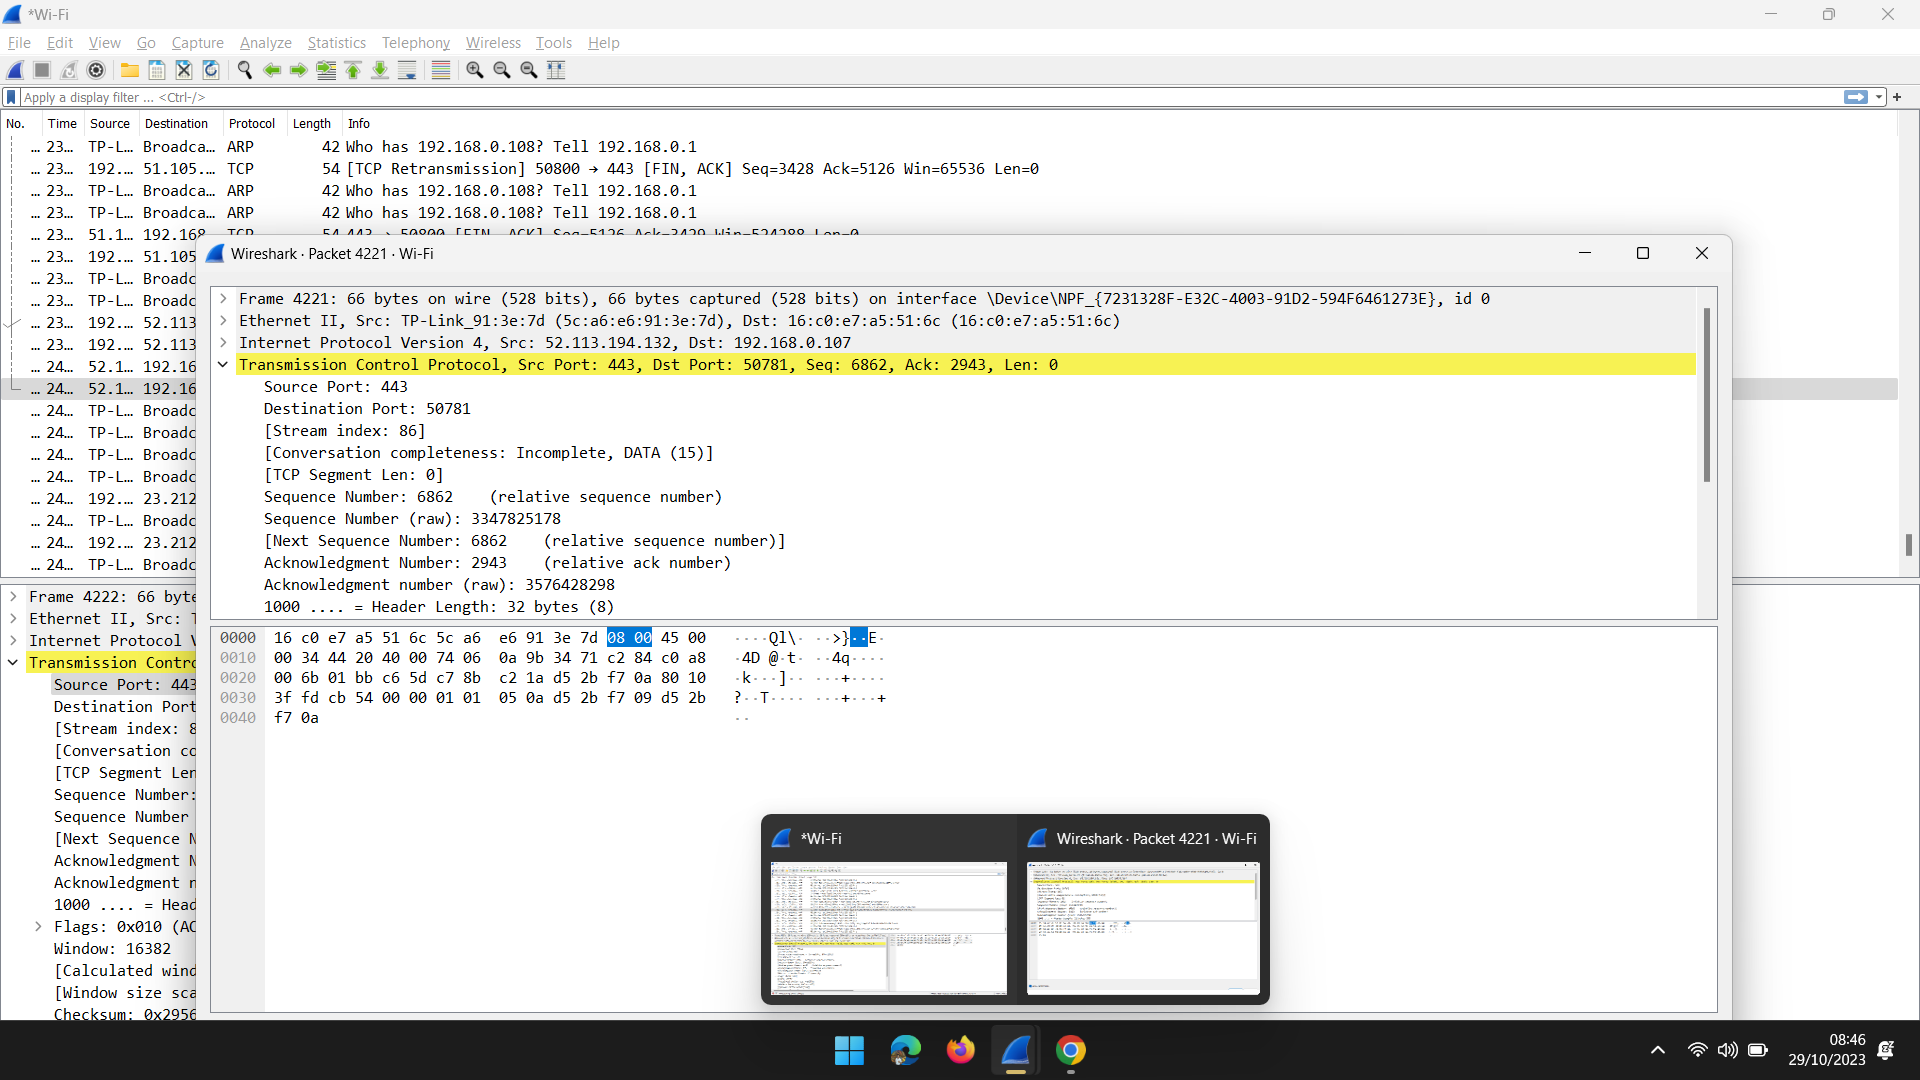 *Wi-Fi
File Edit View Go Capture Analyze Statistics Telephony Wireless Tools Help
Apply a display filter ... <Ctrl-/>
No. Time Source Destination Protocol Length Info
... 23... TP-L... Broadca... ARP 42 Who has 192.168.0.108? Tell 192.168.0.1
... 23... 192.... 51.105.... TCP 54 [TCP Retransmission] 50800 → 443 [FIN, ACK] Seq=3428 Ack=5126 Win=65536 Len=0
... 23... TP-L... Broadca... ARP 42 Who has 192.168.0.108? Tell 192.168.0.1
... 23... TP-L... Broadca... ARP 42 Who has 192.168.0.108? Tell 192.168.0.1
... 23... 51.1... 192.168 TCP 54 443 → 50800 [FIN, ACK] Seq=5126 Ack=3429 Win=524288 Len=0
... 23... 192.... 51.105
... 23... TP-L... Broadc
... 23... TP-L... Broadc
... 23... 192.... 52.113
... 23... 192.... 52.113
... 24... 192.... 192.16
... 24... 52.1... 192.16
... 24... TP-L... Broadc
... 24... TP-L... Broadc
... 24... TP-L... Broadc
... 24... TP-L... Broadc
... 24... 192.... 23.212
... 24... TP-L... Broadc
... 24... 192.... 23.212
... 24... TP-L... Broadc
Frame 4222: 66 byte
Ethernet II, Src:
Internet Protocol
Transmission Contro
Source Port: 443
Destination Port
[Stream index: 8
[Conversation co
[TCP Segment Len
Sequence Number:
Sequence Number
[Next Sequence N
Acknowledgment N
Acknowledgment n
1000 .... = Head
Flags: 0x010 (AC
Window: 16382
[Calculated wind
[Window size sca
Checksum: 0x2956
Wireshark · Packet 4221 · Wi-Fi
Frame 4221: 66 bytes on wire (528 bits), 66 bytes captured (528 bits) on interface \Device\NPF_{7231328F-E32C-4003-91D2-594F6461273E}, id 0
Ethernet II, Src: TP-Link_91:3e:7d (5c:a6:e6:91:3e:7d), Dst: 16:c0:e7:a5:51:6c (16:c0:e7:a5:51:6c)
Internet Protocol Version 4, Src: 52.113.194.132, Dst: 192.168.0.107
Transmission Control Protocol, Src Port: 443, Dst Port: 50781, Seq: 6862, Ack: 2943, Len: 0
Source Port: 443
Destination Port: 50781
[Stream index: 86]
[Conversation completeness: Incomplete, DATA (15)]
[TCP Segment Len: 0]
Sequence Number: 6862 (relative sequence number)
Sequence Number (raw): 3347825178
[Next Sequence Number: 6862 (relative sequence number)]
Acknowledgment Number: 2943 (relative ack number)
Acknowledgment number (raw): 3576428298
1000 .... = Header Length: 32 bytes (8)
0000 16 c0 e7 a5 51 6c 5c a6 e6 91 3e 7d 08 00 45 00 ····Ql\· ··>}··E·
0010 00 34 44 20 40 00 74 06 0a 9b 34 71 c2 84 c0 a8 ·4D @·t· ··4q····
0020 00 6b 01 bb c6 5d c7 8b c2 1a d5 2b f7 0a 80 10 ·k···]·· ···+····
0030 3f fd cb 54 00 00 01 01 05 0a d5 2b f7 09 d5 2b ?··T···· ···+···+
0040 f7 0a ··
*Wi-Fi
Wireshark · Packet 4221 · Wi-Fi
08:46
29/10/2023